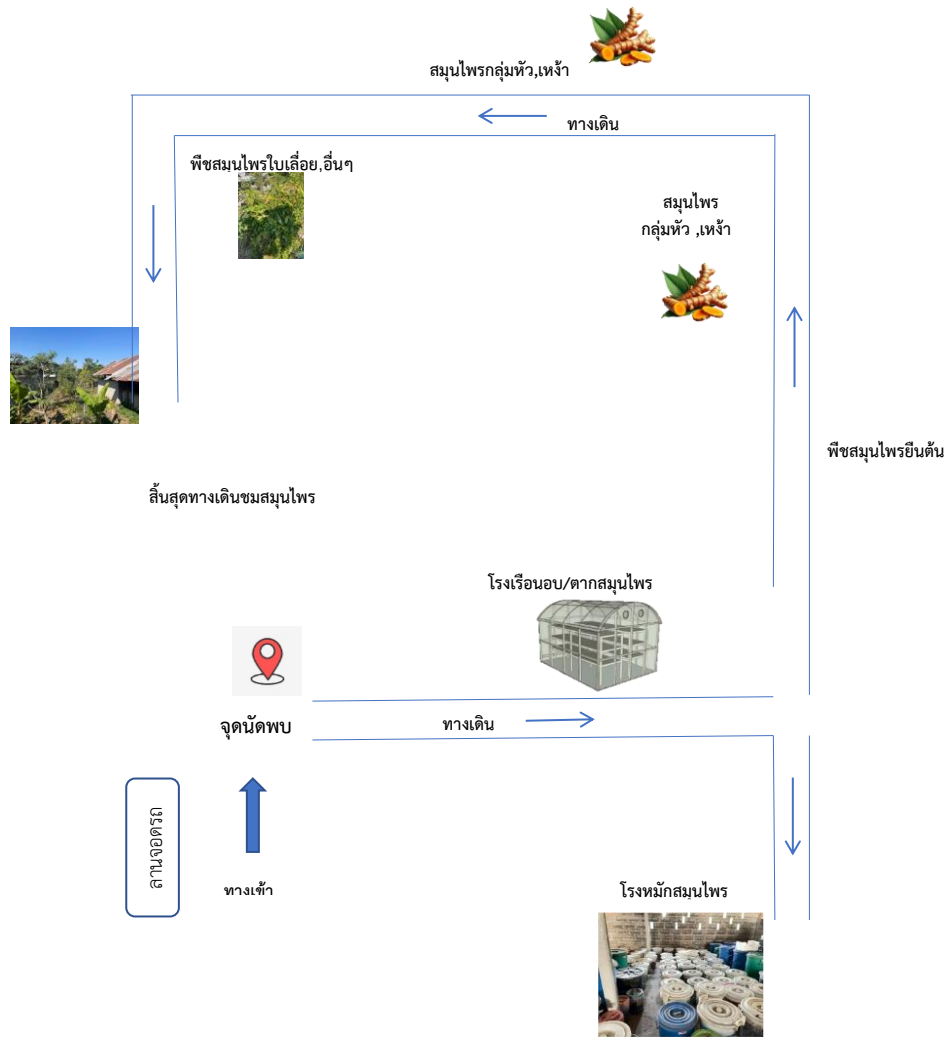 สมุนไพรกลุ่มหัว,เหง้า
ทางเดิน
พืชสมุนไพรใบเลื่อย,อื่นๆ
สมุนไพร
กลุ่มหัว ,เหง้า
พืชสมุนไพรยืนต้น
สิ้นสุดทางเดินชมสมุนไพร
โรงเรือนอบ/ตากสมุนไพร
จุดนัดพบ
ทางเดิน
ลานจอดรถ
ทางเข้า
โรงหมักสมุนไพร